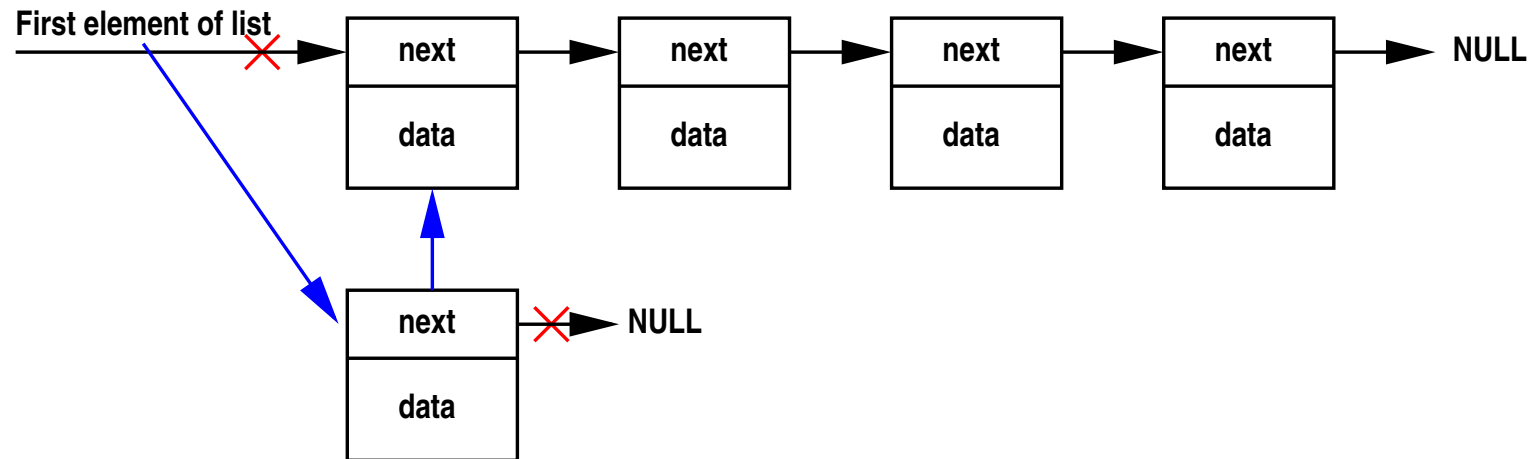 First element of list
next
next
next
next
NULL
data
data
data
data
next
NULL
data